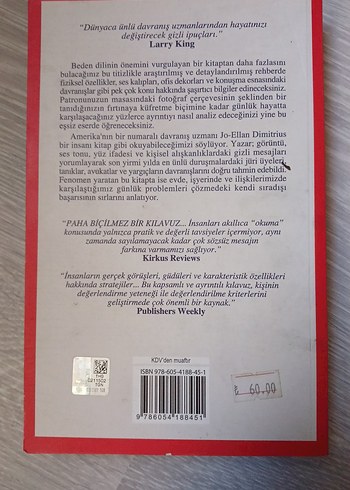 "Dünyaca ünlü davranış uzmanlarından hayatınızı
değiştirecek gizli ipuçları."
Larry King
Beden dilinin önemini vurgulayan bir kitaptan daha fazlasını
bulacağınız bu titizlikle araştırılmış ve detaylandırılmış rehberde
fiziksel özellikler, ses kalıpları, ofis dekorları ve konuşma esnasındaki
davranışlar gibi pek çok konu hakkında şaşırtıcı bilgiler edineceksiniz.
Patronunuzun masasındaki fotoğraf çerçevesinin şeklinden bir
tanıdığınızın fırtınaya küfretme biçimine kadar günlük hayatta
karşılaşacağınız yüzlerce ayrıntıyı nasıl analiz edeceğinizi yine bu
eşsiz eserde öğreneceksiniz.
Amerika'nın bir numaralı davranış uzmanı Jo-Ellan Dimitrius
bir insanı kitap gibi okuyabileceğimizi söylüyor. Yazar; görüntü,
ses tonu, yüz ifadesi ve kişisel alışkanlıklardaki gizli mesajları
yorumlayarak son yirmi yılda en ünlü duruşmalardaki jüri üyeleri,
tanıklar, avukatlar ve yargıçların davranışlarını doğru tahmin edebildi.
Fenomen yaratan bu kitapta ise evde, işyerinde ve ilişkilerimizde
karşılaştığımız günlük problemleri çözmedeki kendi sıradışı
başarısının sırlarını anlatıyor.
"PAHA BİÇİLMEZ BİR KILAVUZ... İnsanları akıllıca "okuma"
konusunda yalnızca pratik ve değerli tavsiyeler içermiyor, aynı
zamanda sayılamayacak kadar çok sözsüz mesajın
farkına varmamızı sağlıyor."
Kirkus Reviews
"İnsanların gerçek görüşleri, güdüleri ve karakteristik özellikleri
hakkında stratejiler... Bu kapsamlı ve ayrıntılı kılavuz, kişinin
değerlendirme yeteneği ile değerlendirilme kriterlerini
geliştirmede çok önemli bir kaynak."
Publishers Weekly
KDV'den muaftır
ISBN 978-605-4188-45-1
9 786054 188451
₺ 60.00